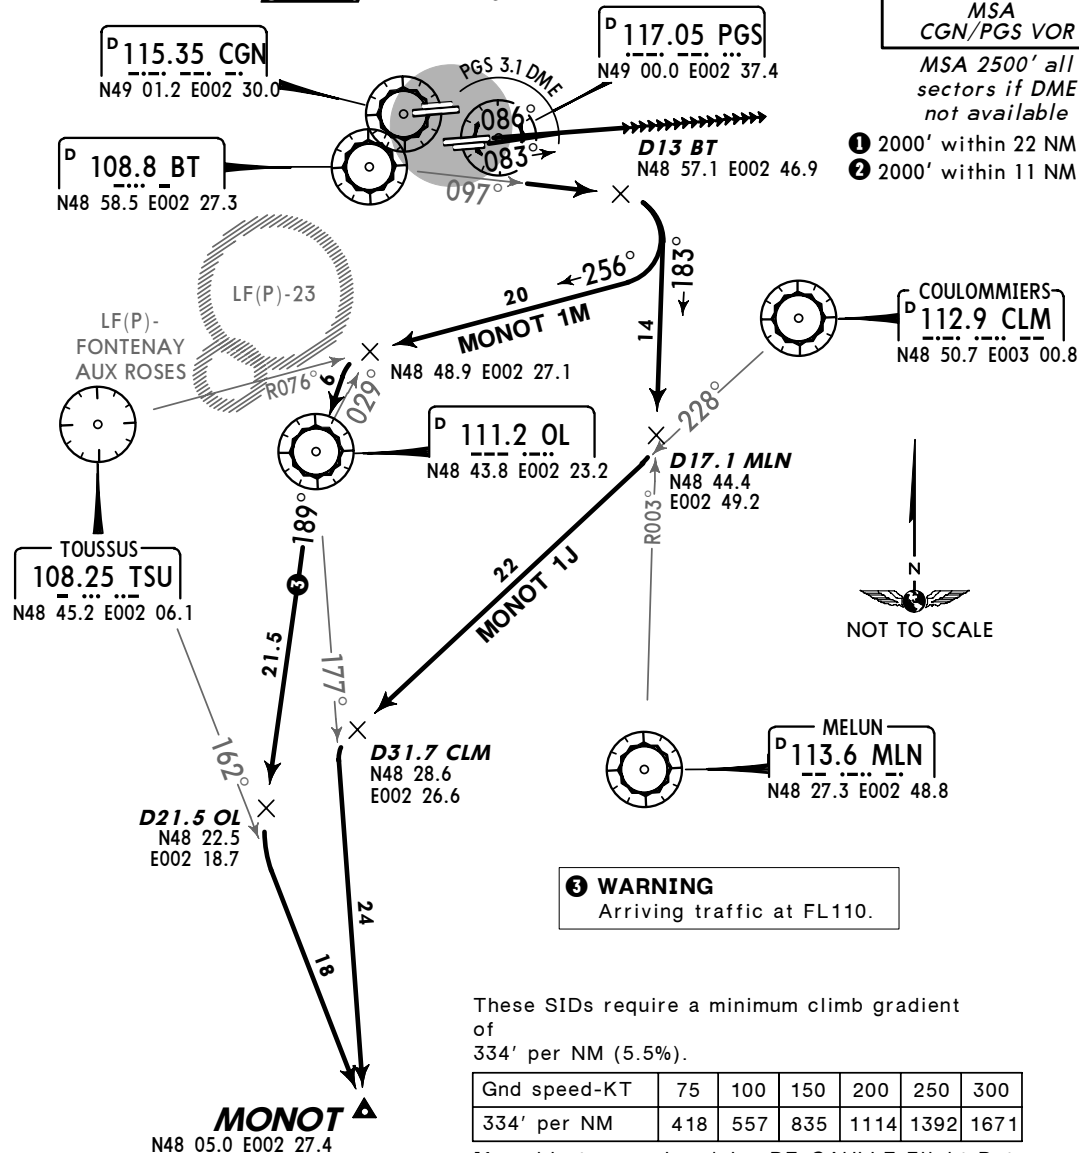 MSA
CGN/PGS VOR
MSA 2500' all
sectors if DME
not available
❶ 2000' within 22 NM
❷ 2000' within 11 NM
D 115.35 CGN
N49 01.2 E002 30.0
D 117.05 PGS
N49 00.0 E002 37.4
PGS 3.1 DME
086°
083°
D 108.8 BT
N48 58.5 E002 27.3
D13 BT
N48 57.1 E002 46.9
097°
LF(P)-23
LF(P)-
FONTENAY
AUX ROSES
256°
183°
20
MONOT 1M
14
COULOMMIERS
D 112.9 CLM
N48 50.7 E003 00.8
N48 48.9 E002 27.1
R076°
6
029°
228°
D 111.2 OL
N48 43.8 E002 23.2
D17.1 MLN
N48 44.4
E002 49.2
R003°
189°
❸
TOUSSUS
108.25 TSU
N48 45.2 E002 06.1
22
MONOT 1J
N
NOT TO SCALE
21.5
177°
162°
D31.7 CLM
N48 28.6
E002 26.6
MELUN
D 113.6 MLN
N48 27.3 E002 48.8
D21.5 OL
N48 22.5
E002 18.7
❸ WARNING
Arriving traffic at FL110.
24
18
These SIDs require a minimum climb gradient
of
334' per NM (5.5%).
Gnd speed-KT 75 100 150 200 250 300
334' per NM 418 557 835 1114 1392 1671
MONOT
N48 05.0 E002 27.4